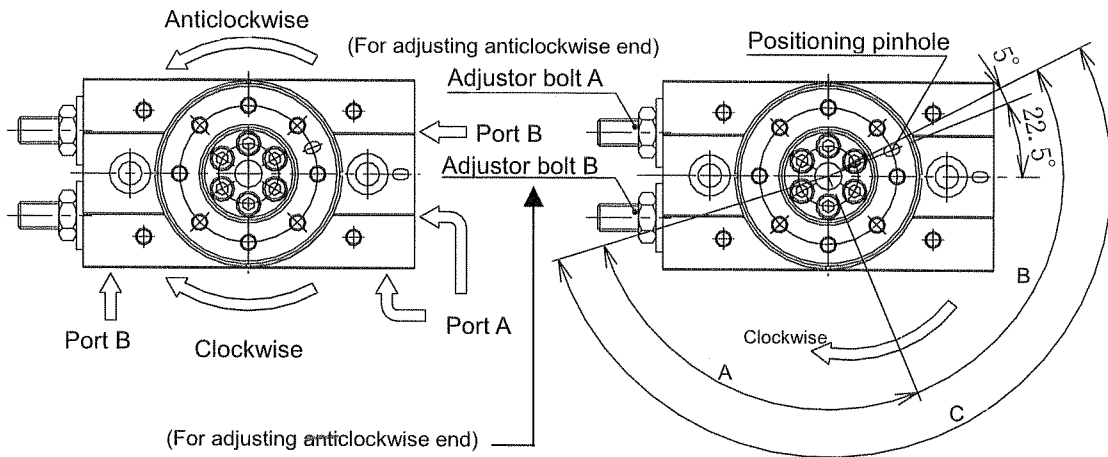 Anticlockwise
(For adjusting anticlockwise end)
Adjustor bolt A
Port B
Adjustor bolt B
Port B
Port A
Clockwise
(For adjusting anticlockwise end)
Positioning pinhole
5°
22.5°
B
Clockwise
A
C